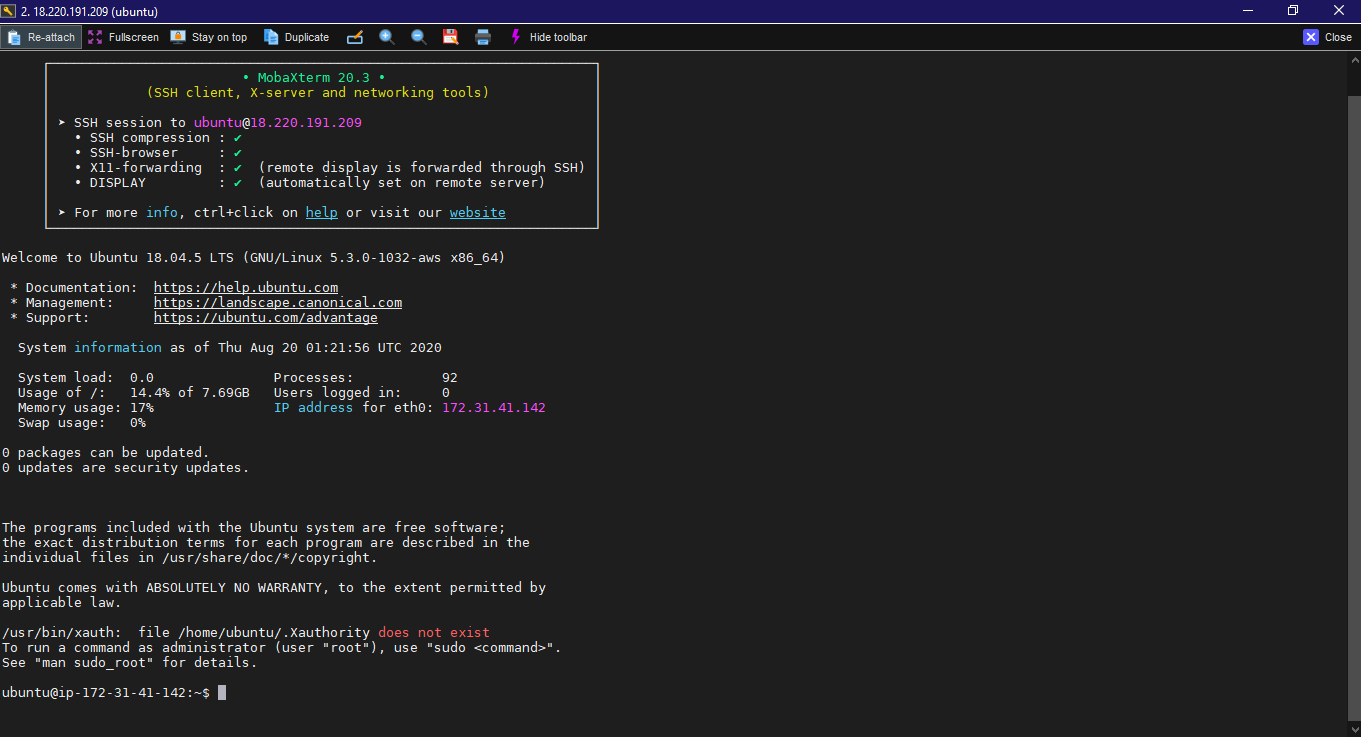 2. 18.220.191.209 (ubuntu)
Re-attach Fullscreen Stay on top Duplicate Hide toolbar Close
• MobaXterm 20.3 •
(SSH client, X-server and networking tools)
➤ SSH session to ubuntu@18.220.191.209
• SSH compression : ✔
• SSH-browser : ✔
• X11-forwarding : ✔ (remote display is forwarded through SSH)
• DISPLAY : ✔ (automatically set on remote server)
➤ For more info, ctrl+click on help or visit our website
Welcome to Ubuntu 18.04.5 LTS (GNU/Linux 5.3.0-1032-aws x86_64)
* Documentation: https://help.ubuntu.com
* Management: https://landscape.canonical.com
* Support: https://ubuntu.com/advantage
System information as of Thu Aug 20 01:21:56 UTC 2020
System load: 0.0 Processes: 92
Usage of /: 14.4% of 7.69GB Users logged in: 0
Memory usage: 17% IP address for eth0: 172.31.41.142
Swap usage: 0%
0 packages can be updated.
0 updates are security updates.
The programs included with the Ubuntu system are free software;
the exact distribution terms for each program are described in the
individual files in /usr/share/doc/*/copyright.
Ubuntu comes with ABSOLUTELY NO WARRANTY, to the extent permitted by
applicable law.
/usr/bin/xauth: file /home/ubuntu/.Xauthority does not exist
To run a command as administrator (user "root"), use "sudo <command>".
See "man sudo_root" for details.
ubuntu@ip-172-31-41-142:~$